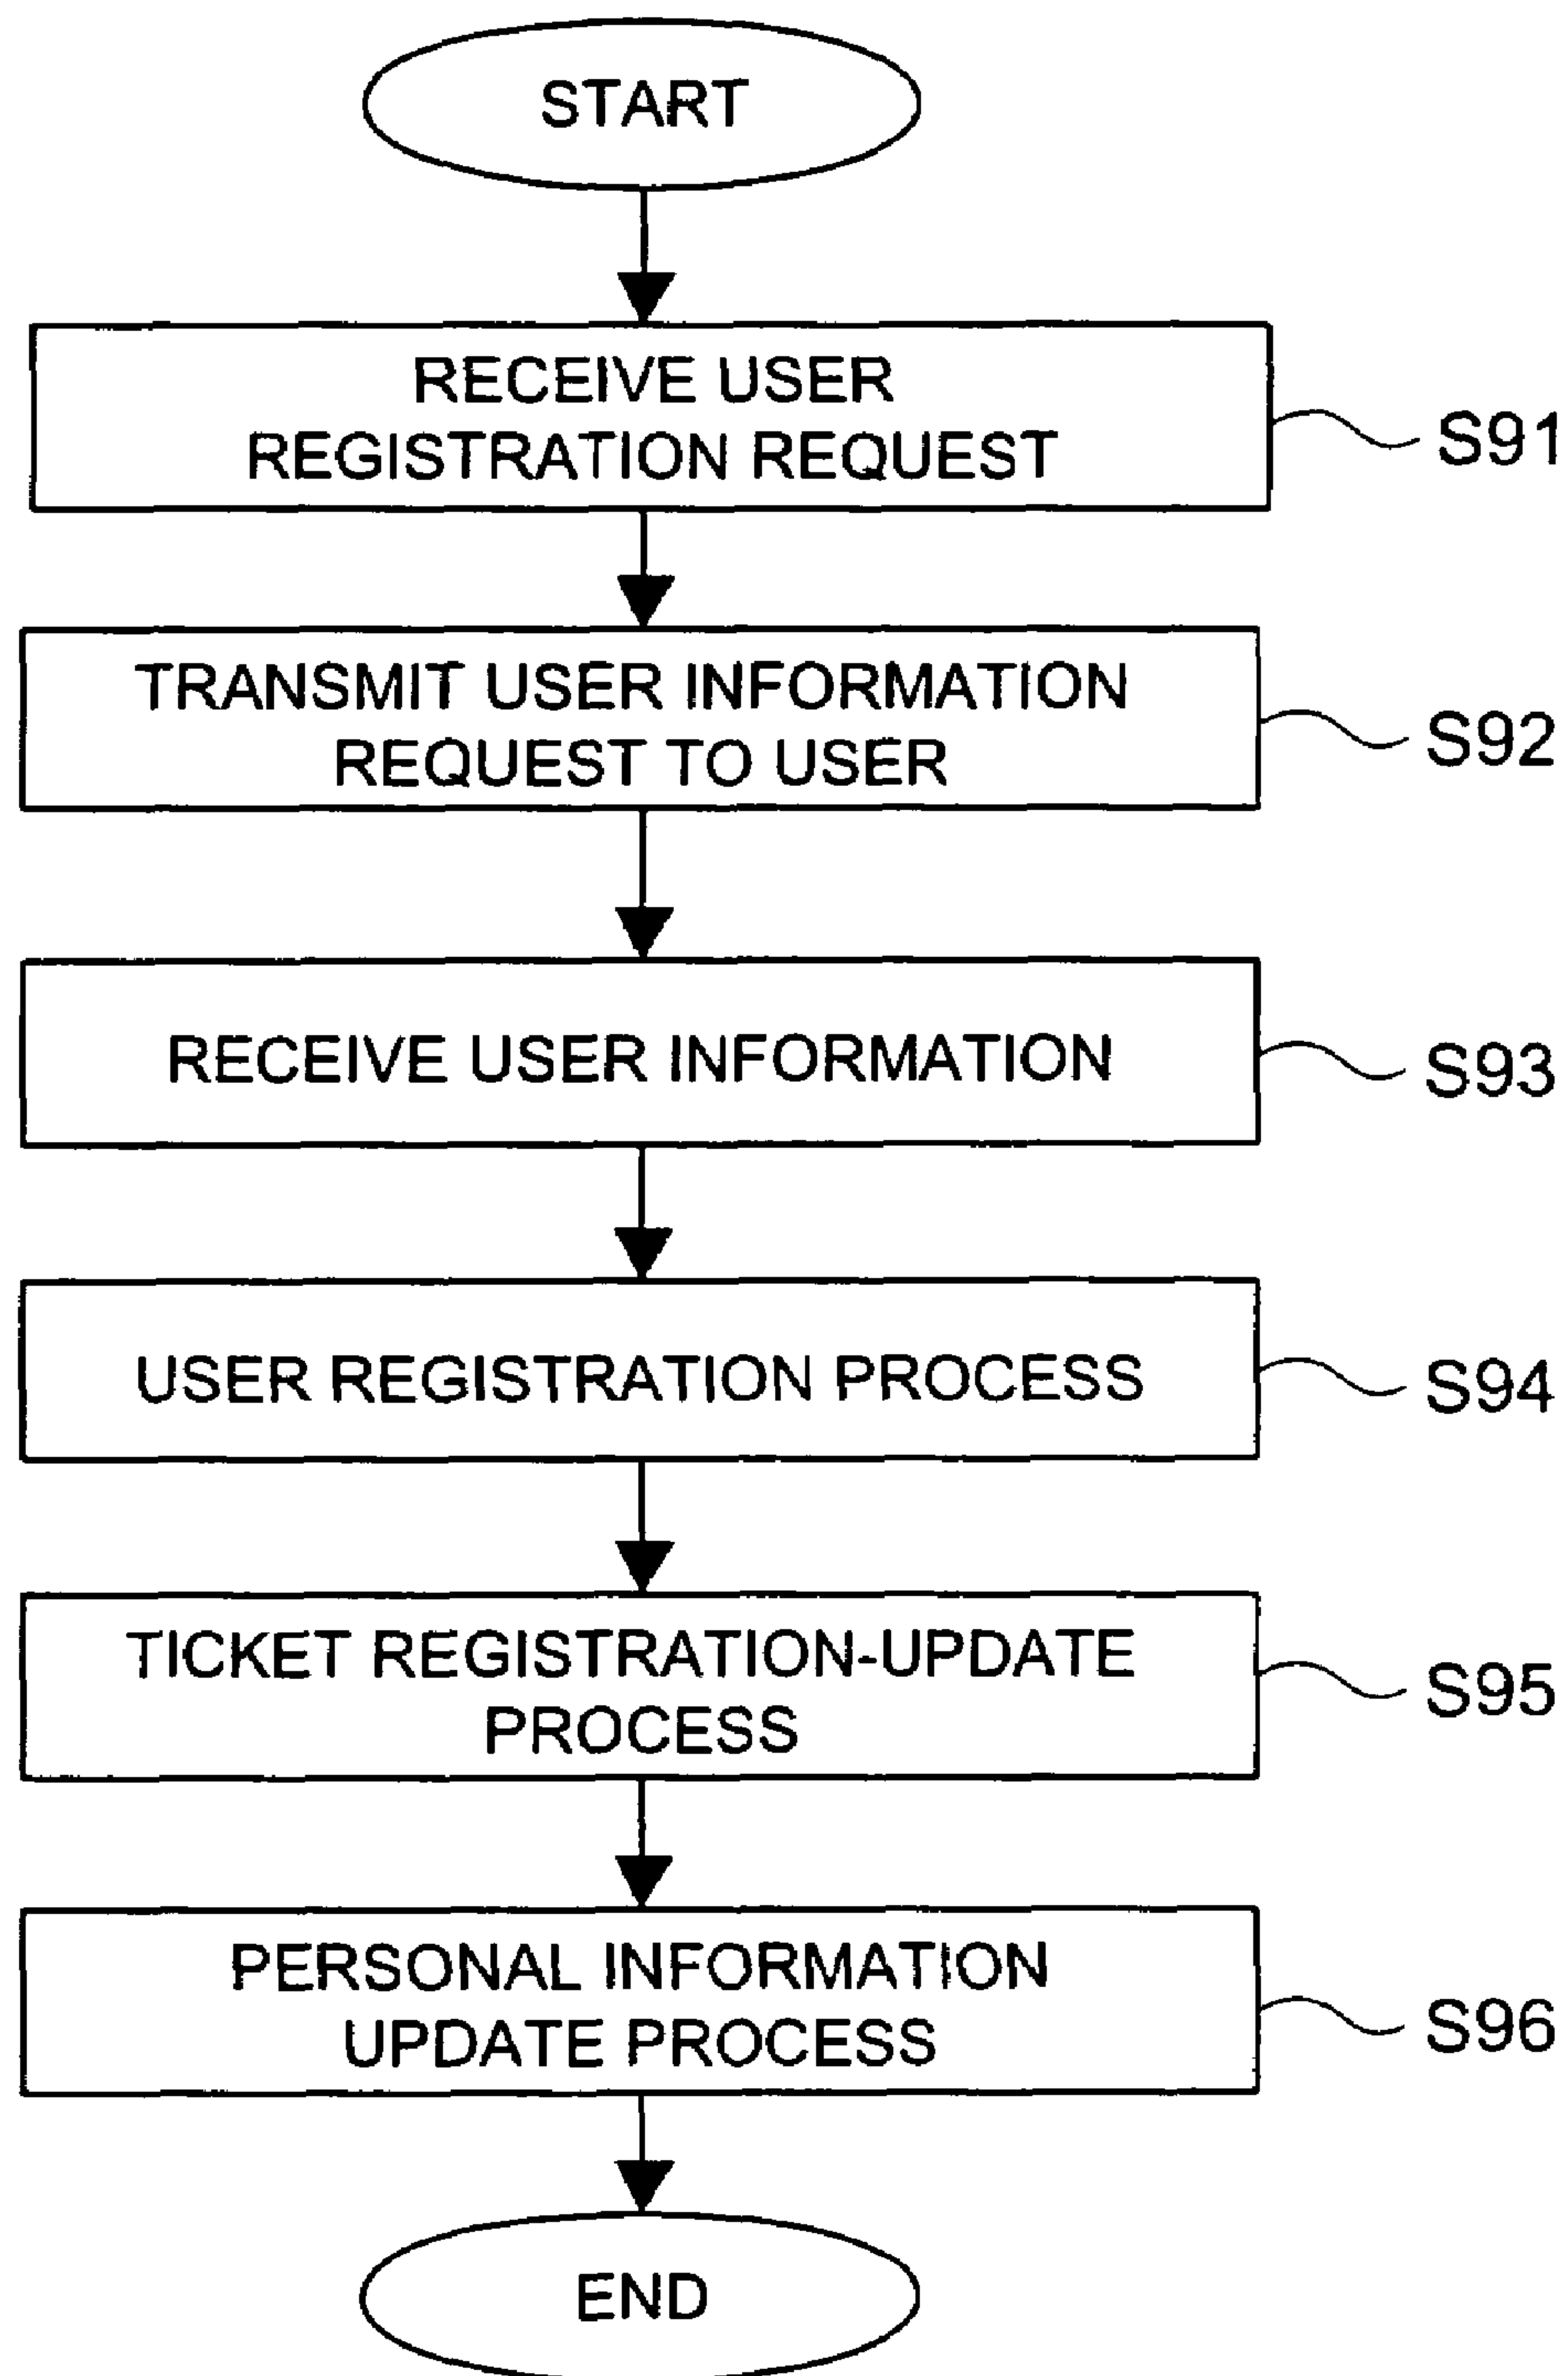 START
RECEIVE USER
REGISTRATION REQUEST
S91
TRANSMIT USER INFORMATION
REQUEST TO USER
S92
RECEIVE USER INFORMATION
S93
USER REGISTRATION PROCESS
S94
TICKET REGISTRATION-UPDATE
PROCESS
S95
PERSONAL INFORMATION
UPDATE PROCESS
S96
END